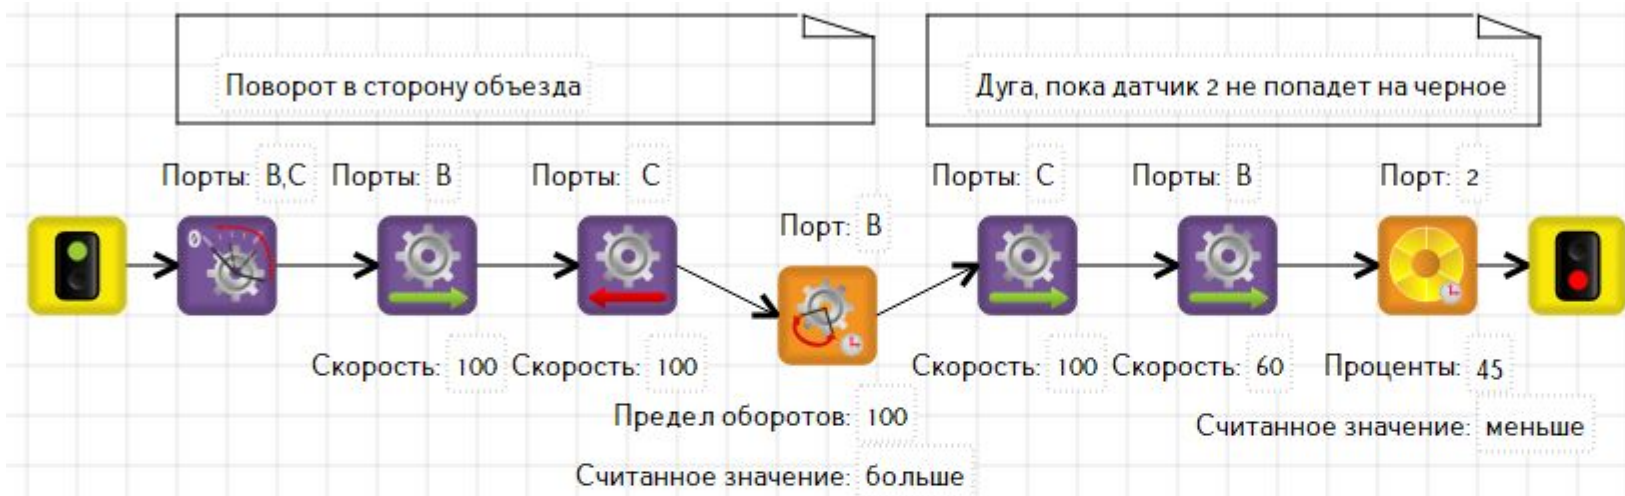 Поворот в сторону объезда
Дуга, пока датчик 2 не попадет на черное
Порты: B,C Порты: B Порты: C Порты: C Порты: B Порт: 2
Порт: B
0
Скорость: 100 Скорость: 100 Скорость: 100 Скорость: 60 Проценты: 45
Предел оборотов: 100
Считанное значение: меньше
Считанное значение: больше